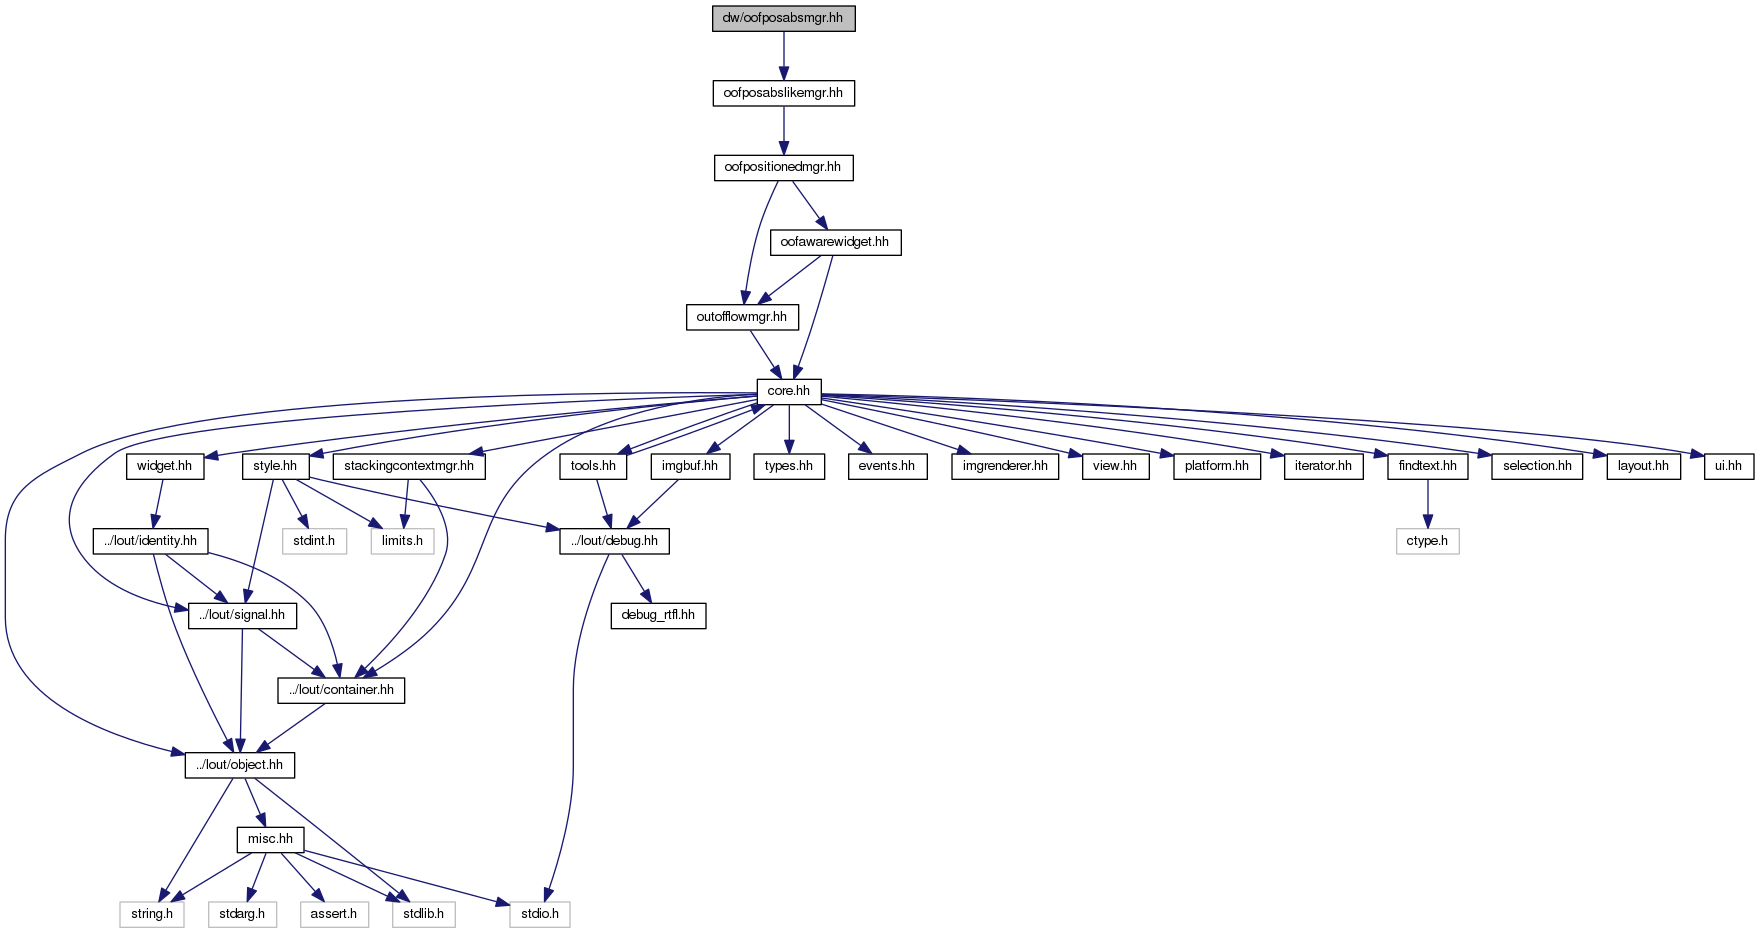 dw/oofposabsmgr.hh
oofposabslikemgr.hh
oofpositionedmgr.hh
oofawarewidget.hh
outofflowmgr.hh
core.hh
widget.hh
style.hh
stackingcontextmgr.hh
tools.hh
imgbuf.hh
types.hh
events.hh
imgrenderer.hh
view.hh
platform.hh
iterator.hh
findtext.hh
selection.hh
layout.hh
ui.hh
../lout/identity.hh
stdint.h
limits.h
../lout/debug.hh
ctype.h
../lout/signal.hh
debug_rtfl.hh
../lout/container.hh
../lout/object.hh
misc.hh
string.h
stdarg.h
assert.h
stdlib.h
stdio.h